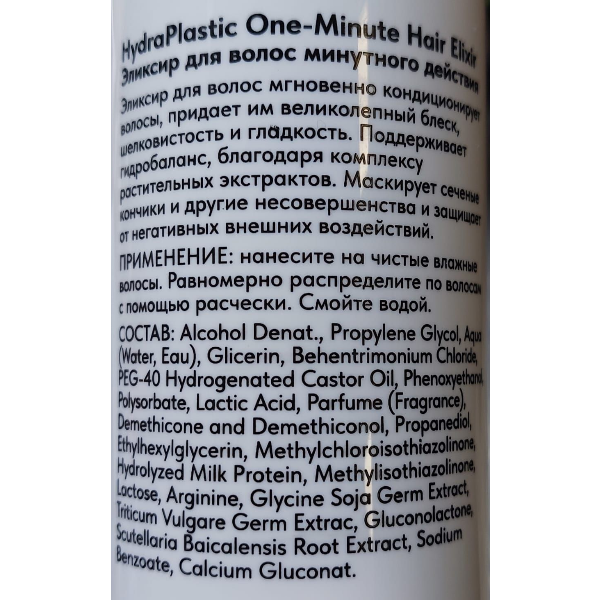 HydraPlastic One-Minute Hair Elixir
Эликсир для волос минутного действия
Эликсир для волос мгновенно кондиционирует
волосы, придает им великолепный блеск,
шелковистость и гладкость. Поддерживает
гидробаланс, благодаря комплексу
растительных экстрактов. Маскирует сеченые
кончики и другие несовершенства и защищает
от негативных внешних воздействий.
ПРИМЕНЕНИЕ: нанесите на чистые влажные
волосы. Равномерно распределите по волосам
с помощью расчески. Смойте водой.
СОСТАВ: Alcohol Denat., Propylene Glycol, Aqua
(Water, Eau), Glicerin, Behentrimonium Chloride,
PEG-40 Hydrogenated Castor Oil, Phenoxyethanol,
Polysorbate, Lactic Acid, Parfume (Fragrance),
Demethicone and Demethiconol, Propanediol,
Ethylhexylglycerin, Methylchloroisothiazolinone,
Hydrolyzed Milk Protein, Methylisothiazolinone,
Lactose, Arginine, Glycine Soja Germ Extract,
Triticum Vulgare Germ Extrac, Gluconolactone,
Scutellaria Baicalensis Root Extract, Sodium
Benzoate, Calcium Gluconat.